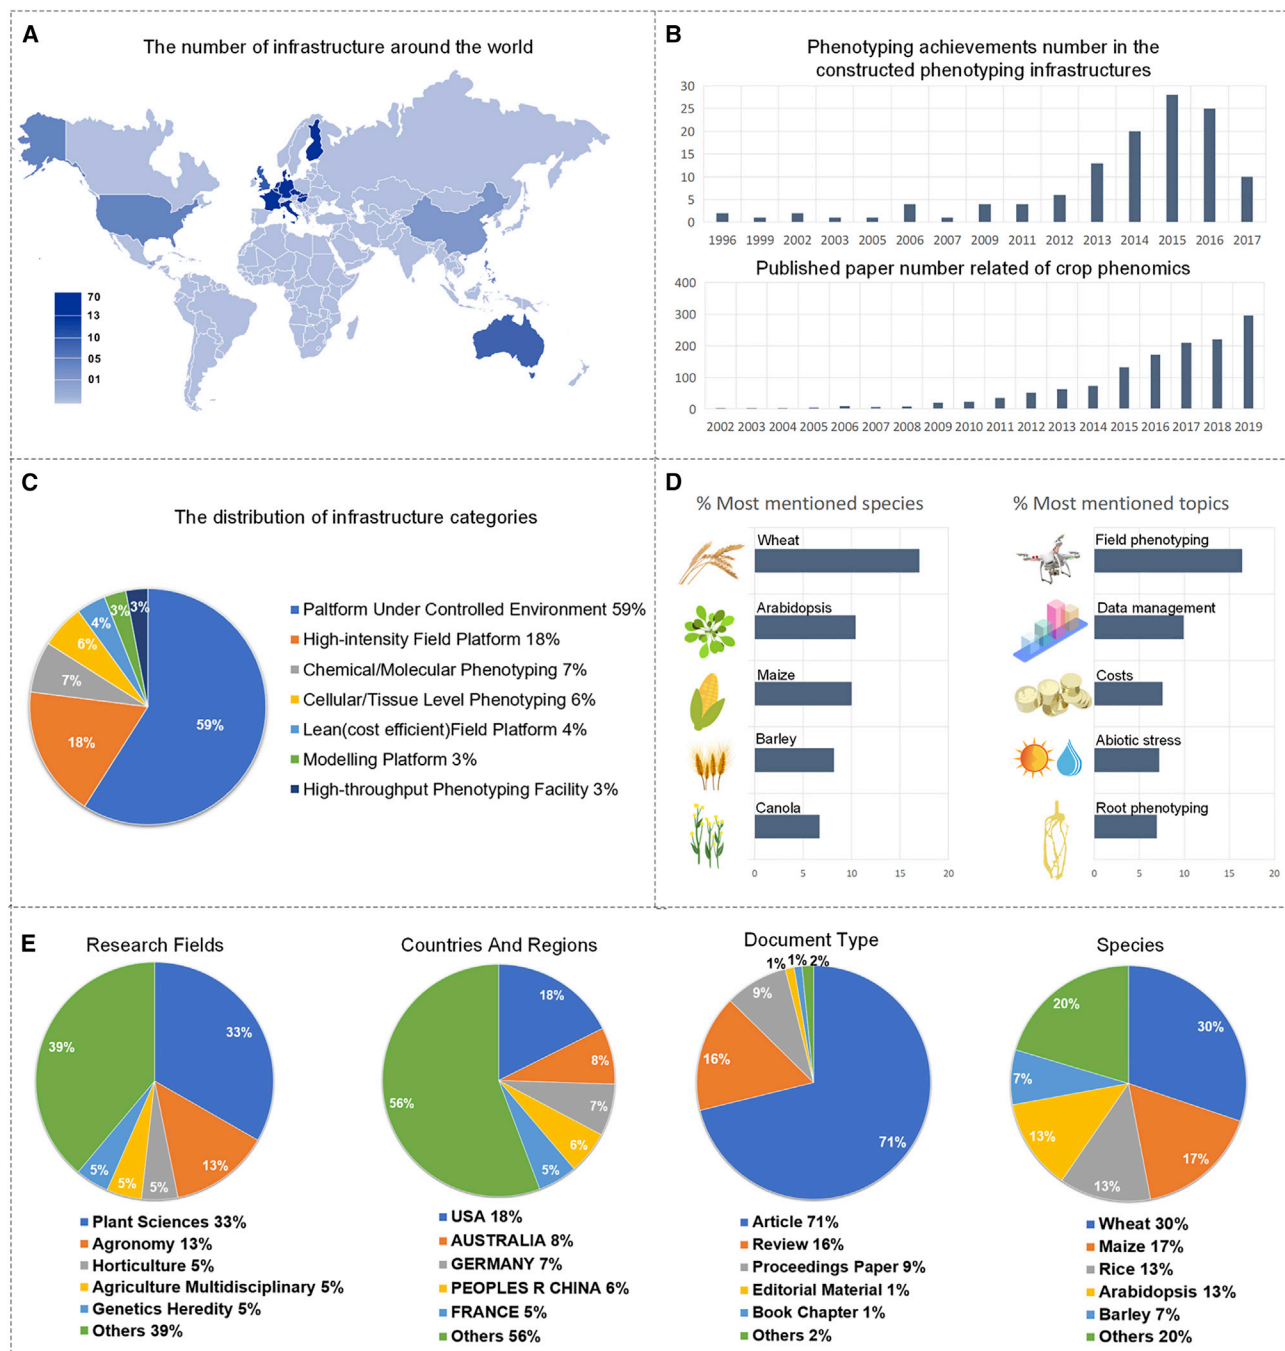 A
The number of infrastructure around the world
70
13
10
05
01
B
Phenotyping achievements number in the
constructed phenotyping infrastructures
30
25
20
15
10
5
0
1996 1999 2002 2003 2005 2006 2007 2009 2011 2012 2013 2014 2015 2016 2017
Published paper number related of crop phenomics
400
300
200
100
0
2002 2003 2004 2005 2006 2007 2008 2009 2010 2011 2012 2013 2014 2015 2016 2017 2018 2019
C
The distribution of infrastructure categories
3% 3%
4%
6%
7%
18%
59%
Paltform Under Controlled Environment 59%
High-intensity Field Platform 18%
Chemical/Molecular Phenotyping 7%
Cellular/Tissue Level Phenotyping 6%
Lean(cost efficient)Field Platform 4%
Modelling Platform 3%
High-throughput Phenotyping Facility 3%
D
% Most mentioned species
Wheat
Arabidopsis
Maize
Barley
Canola
0 5 10 15 20
% Most mentioned topics
Field phenotyping
Data management
Costs
Abiotic stress
Root phenotyping
0 5 10 15 20
E
Research Fields
33%
39%
13%
5%
5%
5%
Plant Sciences 33%
Agronomy 13%
Horticulture 5%
Agriculture Multidisciplinary 5%
Genetics Heredity 5%
Others 39%
Countries And Regions
18%
8%
7%
6%
5%
56%
USA 18%
AUSTRALIA 8%
GERMANY 7%
PEOPLES R CHINA 6%
FRANCE 5%
Others 56%
Document Type
1% 1% 2%
9%
16%
71%
Article 71%
Review 16%
Proceedings Paper 9%
Editorial Material 1%
Book Chapter 1%
Others 2%
Species
20%
30%
7%
13%
13%
17%
Wheat 30%
Maize 17%
Rice 13%
Arabidopsis 13%
Barley 7%
Others 20%